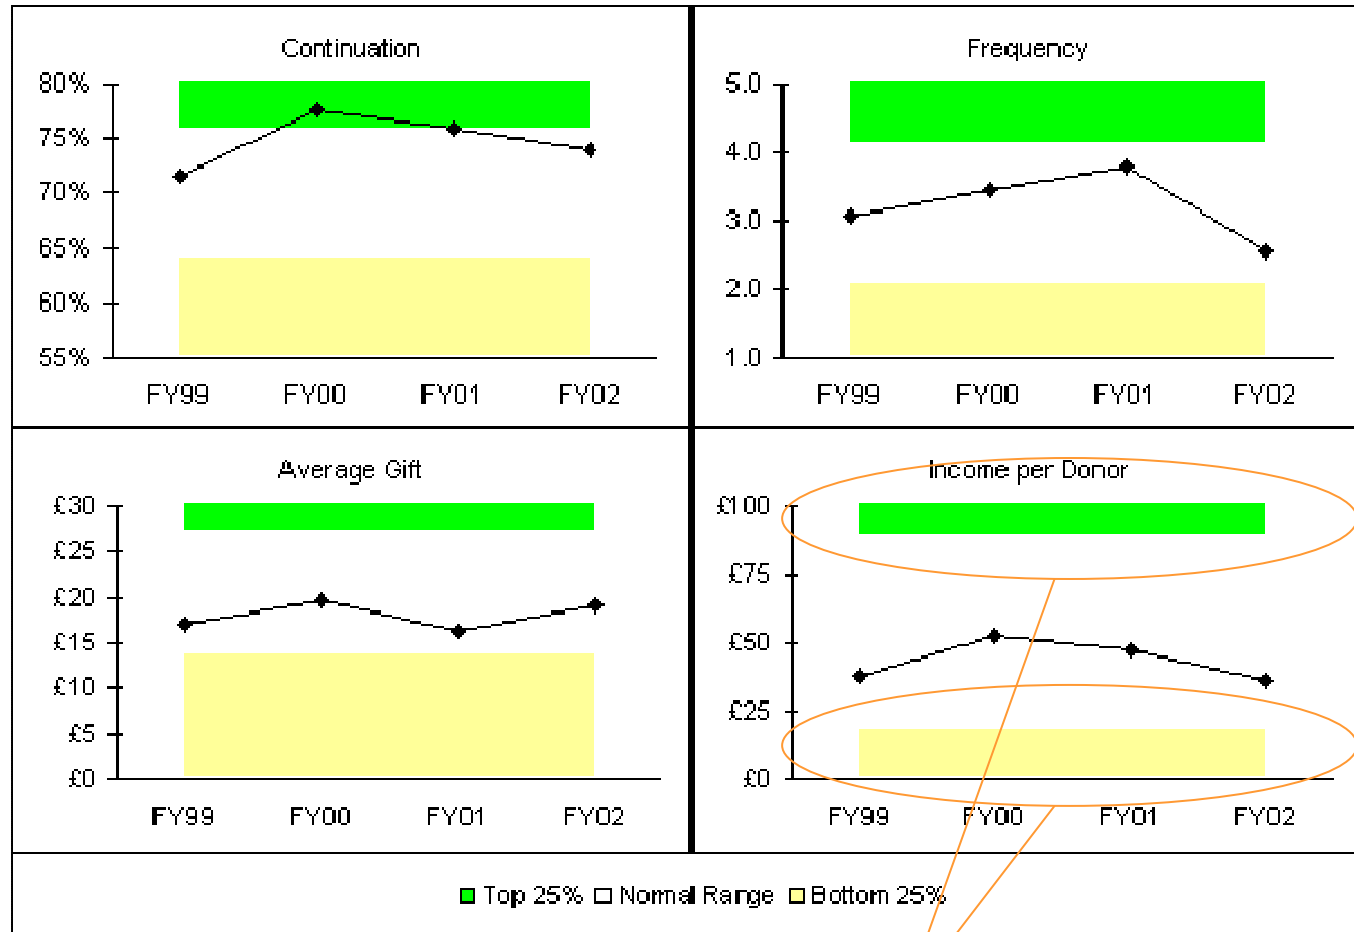 Continuation
80%
75%
70%
65%
60%
55%
FY99 FY00 FY01 FY02
Frequency
5.0
4.0
3.0
2.0
1.0
FY99 FY00 FY01 FY02
Average Gift
£30
£25
£20
£15
£10
£5
£0
FY99 FY00 FY01 FY02
Income per Donor
£100
£75
£50
£25
£0
FY99 FY00 FY01 FY02
Top 25% Normal Range Bottom 25%